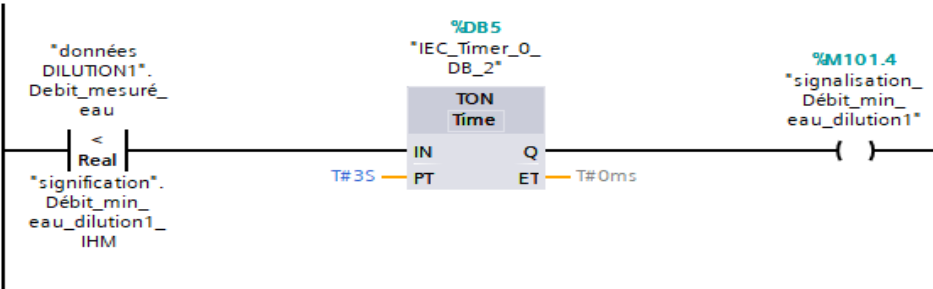 "données
DILUTION1".
Debit_mesuré_
eau
<
Real
"signification".
Débit_min_
eau_dilution1_
IHM
%DB5
"IEC_Timer_0_
DB_2"
TON
Time
IN Q
T#3S PT ET T#0ms
%M101.4
"signalisation_
Débit_min_
eau_dilution1"